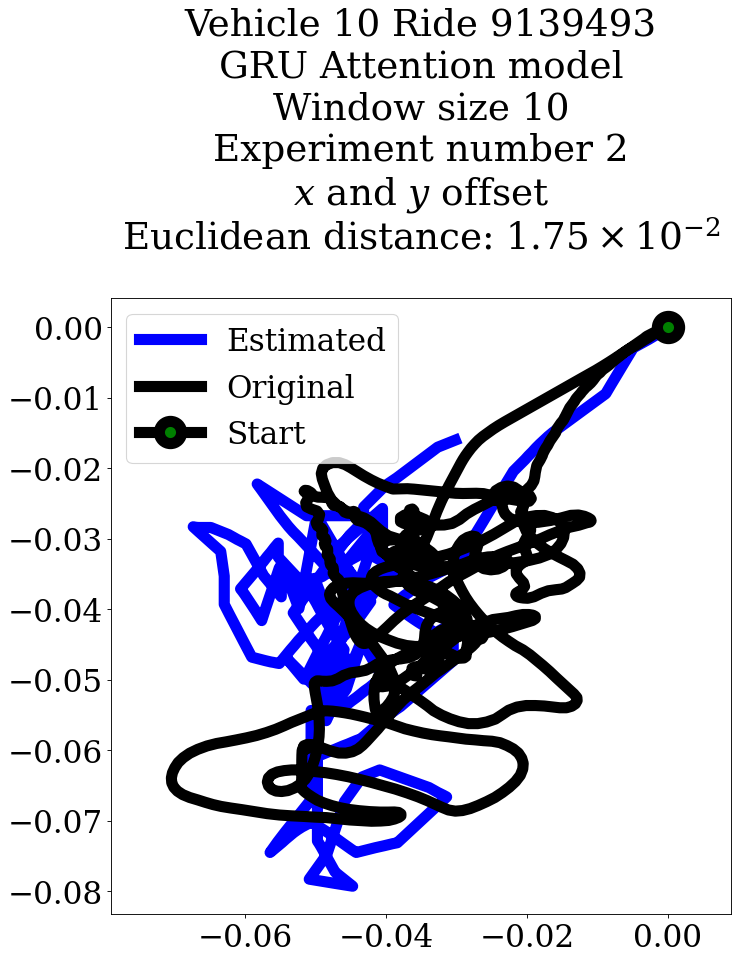 Vehicle 10 Ride 9139493
GRU Attention model
Window size 10
Experiment number 2
x and y offset
Euclidean distance: 1.75 × 10⁻²
Estimated
Original
Start
0.00
−0.01
−0.02
−0.03
−0.04
−0.05
−0.06
−0.07
−0.08
−0.06 −0.04 −0.02 0.00